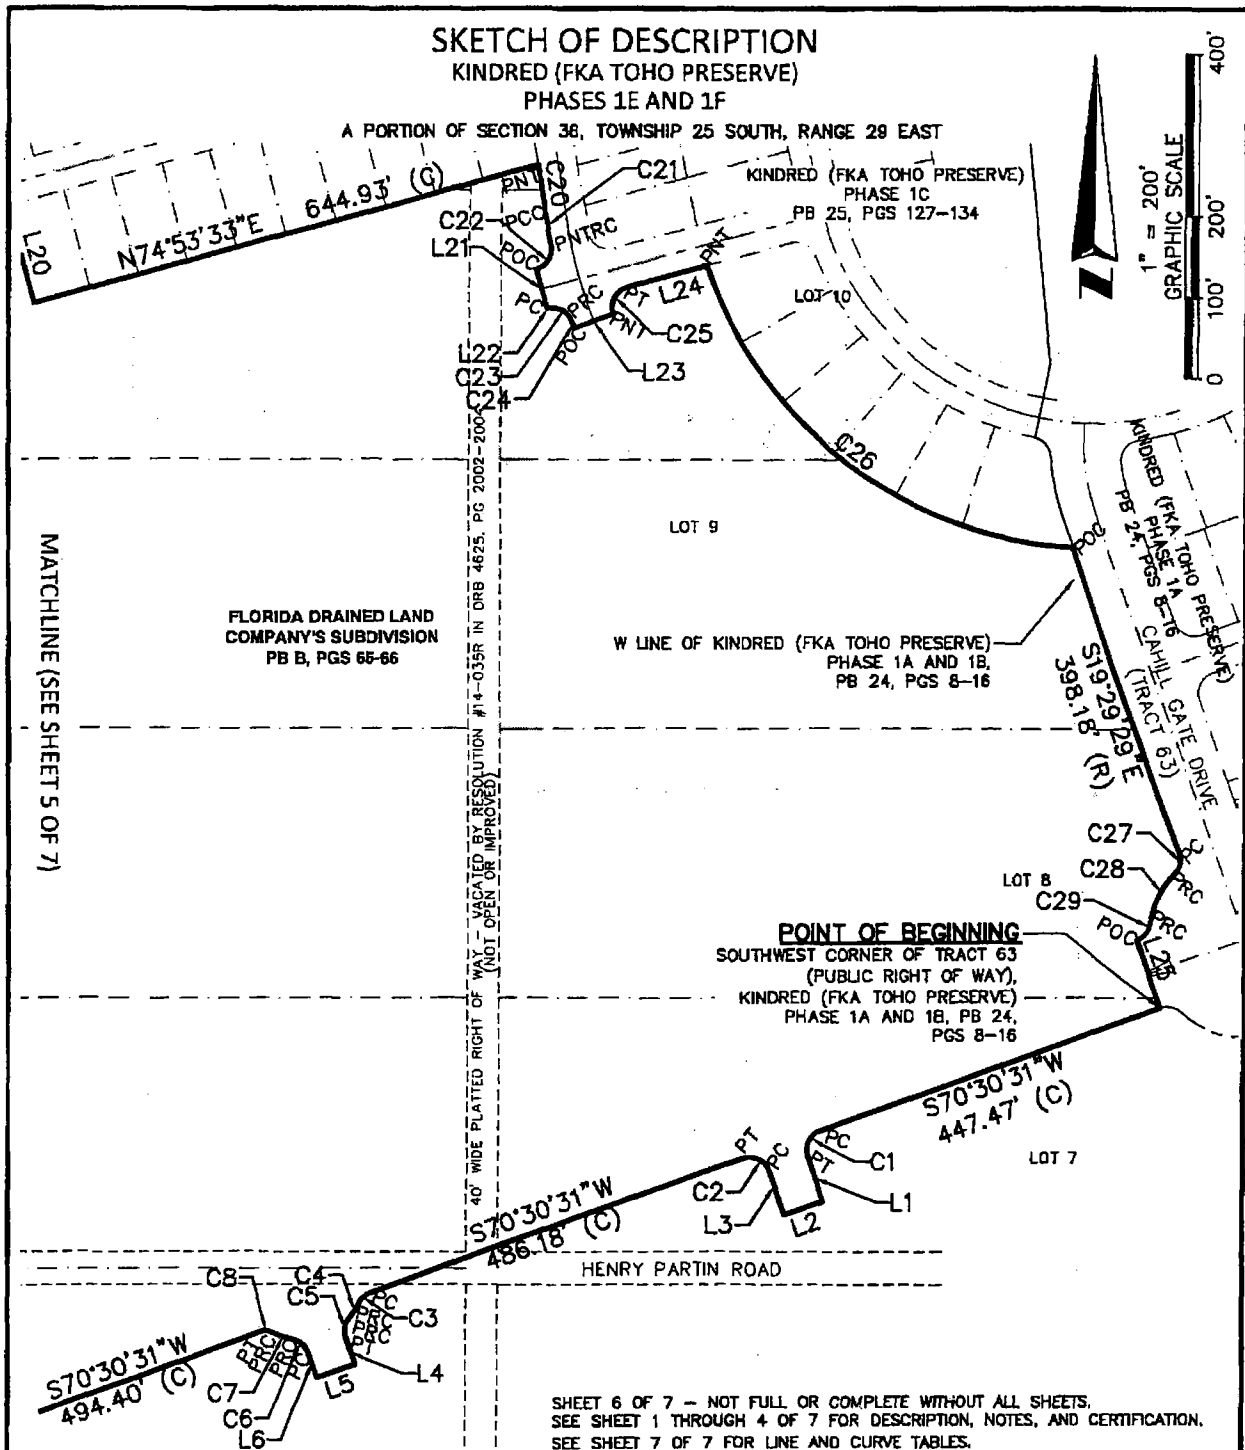 SKETCH OF DESCRIPTION
KINDRED (FKA TOHO PRESERVE)
PHASES 1E AND 1F
A PORTION OF SECTION 36, TOWNSHIP 25 SOUTH, RANGE 29 EAST
400'
200'
100'
0
1" = 200'
GRAPHIC SCALE
N
KINDRED (FKA TOHO PRESERVE)
PHASE 1C
PB 25, PGS 127-134
LOT 10
L20
N74°53'33"E
644.93' (C)
PNT
C20
C21
C22
PCC
PNTRC
L21
POC
PC
PRC
PT
L24
PNT
PNT
C25
L22
C23
POC
C24
L23
C26
POC
LOT 9
MATCHLINE (SEE SHEET 5 OF 7)
FLORIDA DRAINED LAND
COMPANY'S SUBDIVISION
PB B, PGS 65-66
40' WIDE PLATTED RIGHT OF WAY - VACATED BY RESOLUTION #14-035R IN ORB 4625, PG 2002-2004
(NOT OPEN OR IMPROVED)
W LINE OF KINDRED (FKA TOHO PRESERVE)
PHASE 1A AND 1B,
PB 24, PGS 8-16
KINDRED (FKA TOHO PRESERVE)
PHASE 1A
PB 24, PGS 8-16
CAHILL GATE DRIVE
(TRACT 63)
S19°29'29"E
398.18' (R)
C27
PC
C28
PRC
LOT 8
C29
PRC
POC
L25
POINT OF BEGINNING
SOUTHWEST CORNER OF TRACT 63
(PUBLIC RIGHT OF WAY),
KINDRED (FKA TOHO PRESERVE)
PHASE 1A AND 1B, PB 24,
PGS 8-16
S70°30'31"W
447.47' (C)
LOT 7
PT
PC
PC
PT
C1
C2
L1
L3
L2
S70°30'31"W
486.18' (C)
HENRY PARTIN ROAD
C8
C4
C5
PC
PRC
PRC
PT
C3
L4
PT
PRC
PRC
PC
C7
C6
L5
L6
S70°30'31"W
494.40' (C)
SHEET 6 OF 7 - NOT FULL OR COMPLETE WITHOUT ALL SHEETS,
SEE SHEET 1 THROUGH 4 OF 7 FOR DESCRIPTION, NOTES, AND CERTIFICATION.
SEE SHEET 7 OF 7 FOR LINE AND CURVE TABLES.